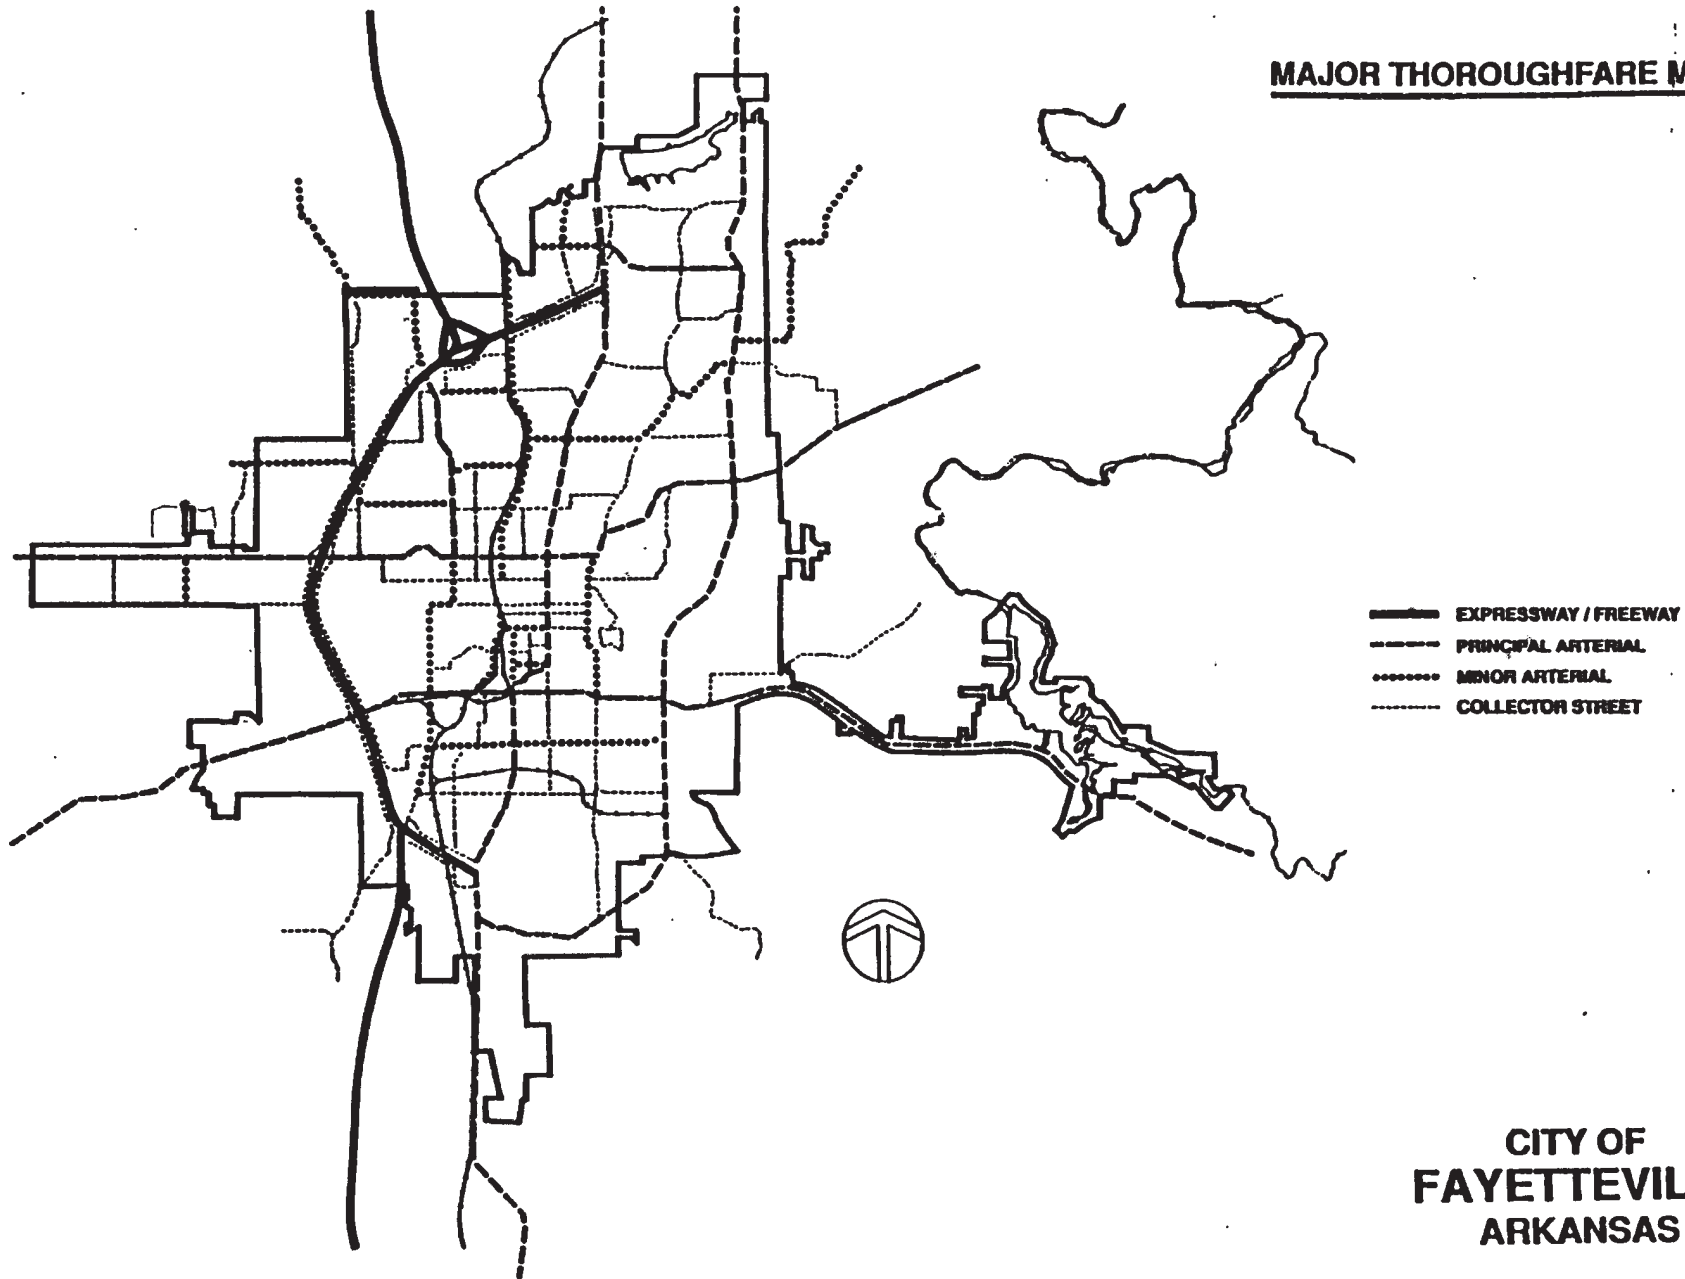 MAJOR THOROUGHFARE M
EXPRESSWAY / FREEWAY
PRINCIPAL ARTERIAL
MINOR ARTERIAL
COLLECTOR STREET
CITY OF
FAYETTEVIL
ARKANSAS